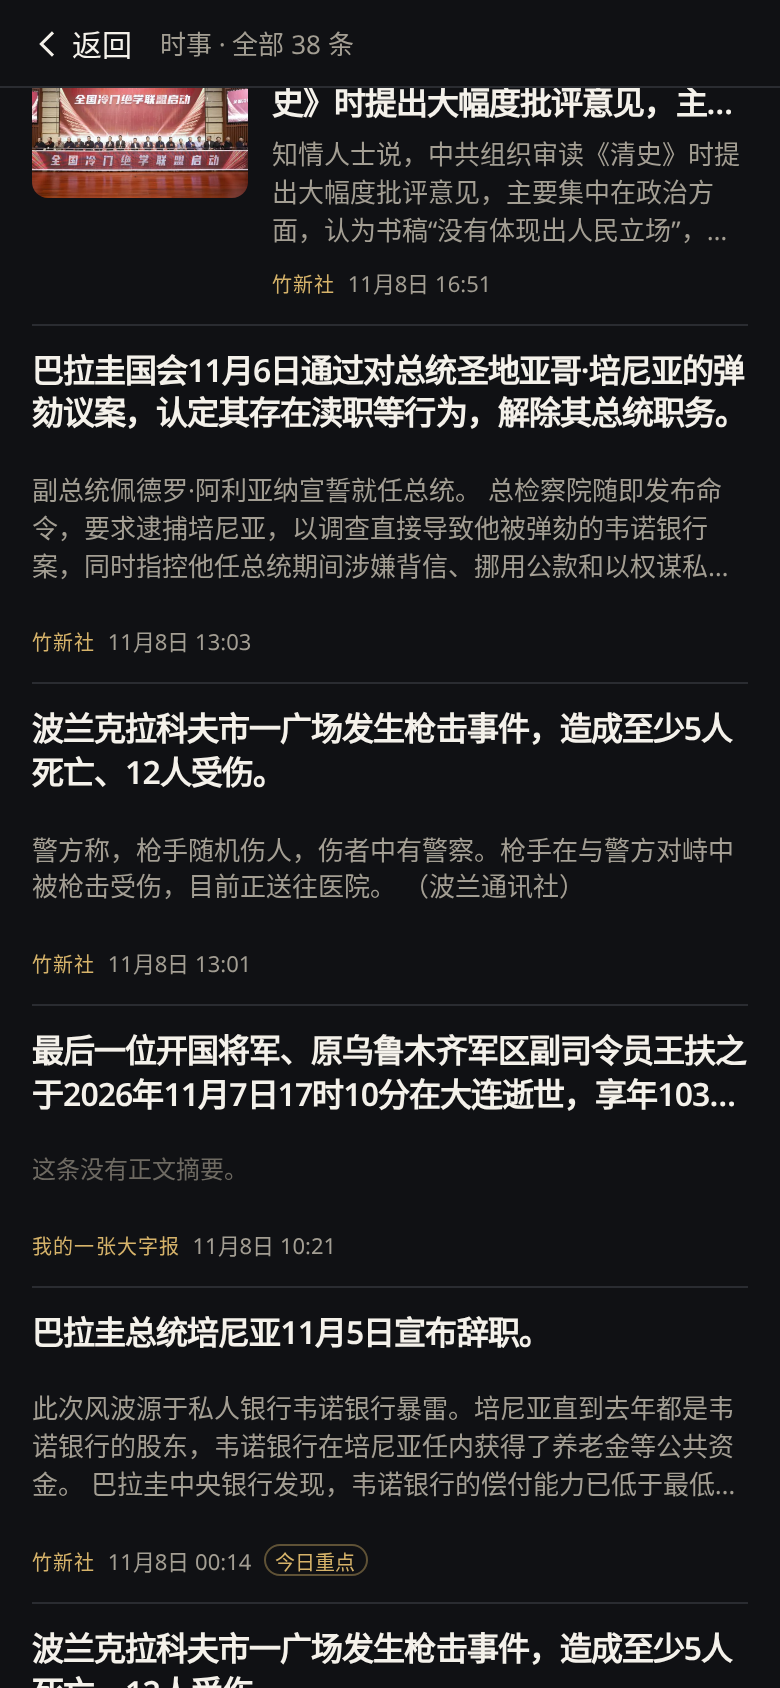 返回 时事 · 全部 38 条
全国冷门绝学联盟启动
全国冷门绝学联盟启动
史》时提出大幅度批评意见，主...
知情人士说，中共组织审读《清史》时提
出大幅度批评意见，主要集中在政治方
面，认为书稿“没有体现出人民立场”，...
竹新社 11月8日 16:51
巴拉圭国会11月6日通过对总统圣地亚哥·培尼亚的弹
劾议案，认定其存在渎职等行为，解除其总统职务。
副总统佩德罗·阿利亚纳宣誓就任总统。 总检察院随即发布命
令，要求逮捕培尼亚，以调查直接导致他被弹劾的韦诺银行
案，同时指控他任总统期间涉嫌背信、挪用公款和以权谋私...
竹新社 11月8日 13:03
波兰克拉科夫市一广场发生枪击事件，造成至少5人
死亡、12人受伤。
警方称，枪手随机伤人，伤者中有警察。枪手在与警方对峙中
被枪击受伤，目前正送往医院。 （波兰通讯社）
竹新社 11月8日 13:01
最后一位开国将军、原乌鲁木齐军区副司令员王扶之
于2026年11月7日17时10分在大连逝世，享年103...
这条没有正文摘要。
我的一张大字报 11月8日 10:21
巴拉圭总统培尼亚11月5日宣布辞职。
此次风波源于私人银行韦诺银行暴雷。培尼亚直到去年都是韦
诺银行的股东，韦诺银行在培尼亚任内获得了养老金等公共资
金。 巴拉圭中央银行发现，韦诺银行的偿付能力已低于最低...
竹新社 11月8日 00:14 今日重点
波兰克拉科夫市一广场发生枪击事件，造成至少5人
死亡、12人受伤